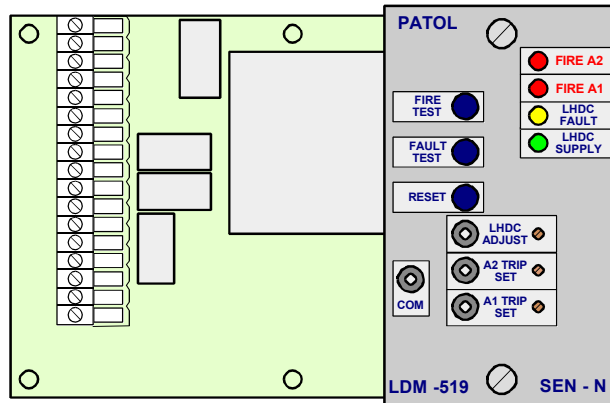 PATOL
FIRE A2
FIRE A1
LHDC
FAULT
LHDC
SUPPLY
FIRE
TEST
FAULT
TEST
RESET
LHDC
ADJUST
A2 TRIP
SET
A1 TRIP
SET
COM
LDM -519
SEN - N